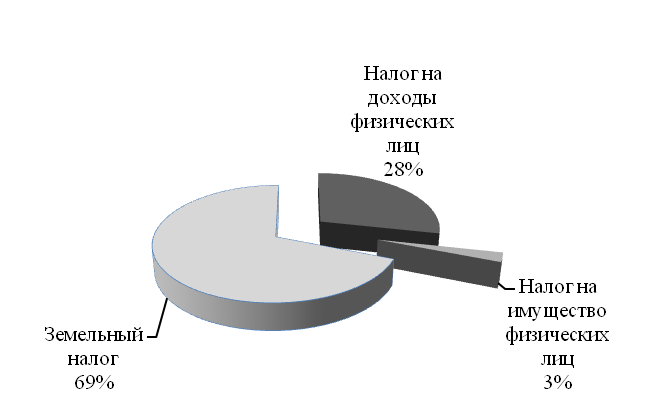 Налог на
доходы
физических
лиц
28%
Налог на
имущество
физических
лиц
3%
Земельный
налог
69%